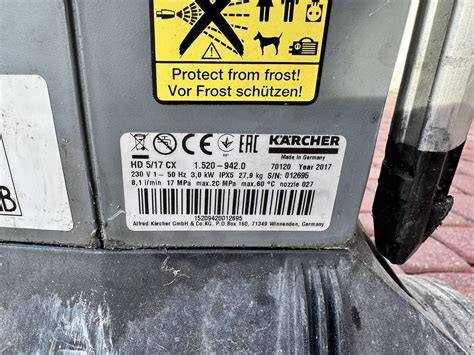 Protect from frost!
Vor Frost schützen!
CE EAC KÄRCHER
Made in Germany
HD 5/17 CX 1.520-942.0 70120 Year 2017
230 V 1~ 50 Hz 3,0 kW IPX5 27,9 kg S/N: 012695
8,1 l/min 17 MPa max.20 MPa max.60 °C nozzle 027
15209420012695
Alfred Kärcher GmbH & Co.KG, P.O.Box 160, 71349 Winnenden, Germany
B